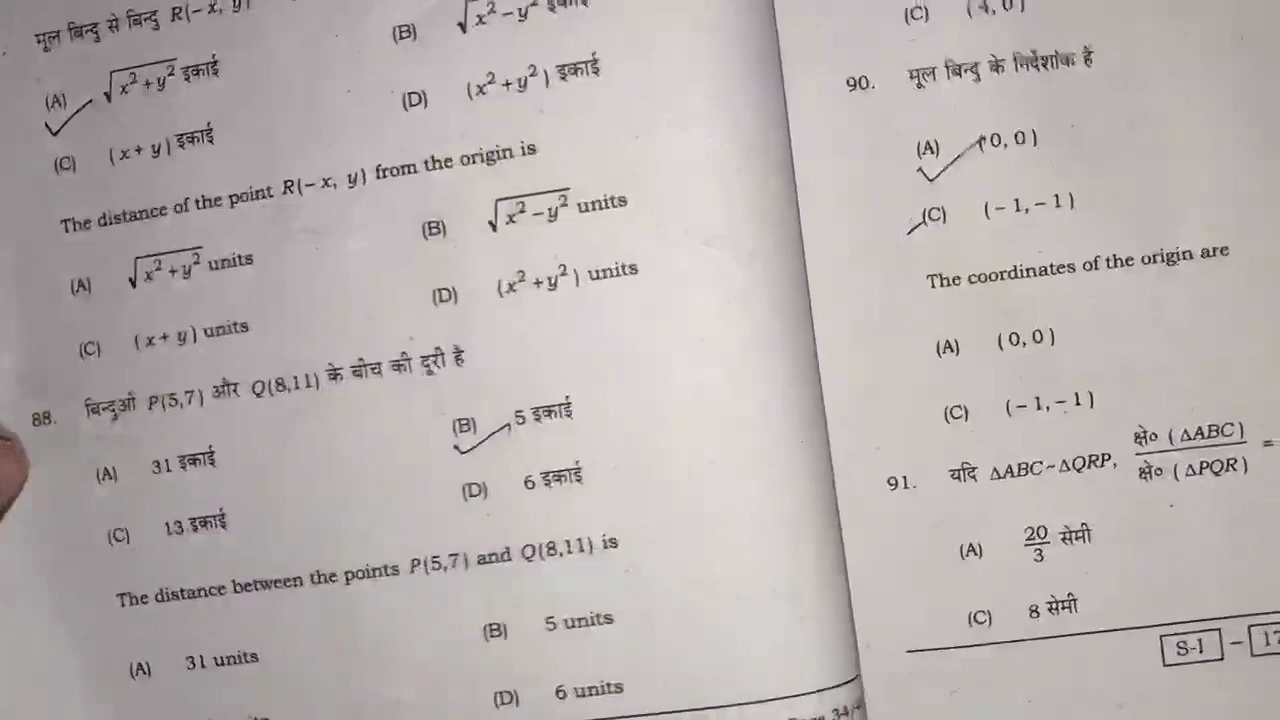 मूल बिन्दु से बिन्दु R(– x, y)
(A) √x² + y² इकाई
(B) √x² – y² इकाई
(C) (x + y) इकाई
(D) (x² + y²) इकाई
The distance of the point R(– x, y) from the origin is
(A) √x² + y² units
(B) √x² – y² units
(C) (x + y) units
(D) (x² + y²) units
88. बिन्दुओं P(5,7) और Q(8,11) के बीच की दूरी है
(A) 31 इकाई
(B) 5 इकाई
(C) 13 इकाई
(D) 6 इकाई
The distance between the points P(5,7) and Q(8,11) is
(A) 31 units
(B) 5 units
(D) 6 units
34/
(C) (4, 0)
90. मूल बिन्दु के निर्देशांक हैं
(A) (0, 0)
(C) (– 1, – 1)
The coordinates of the origin are
(A) (0, 0)
(C) (– 1, – 1)
91. यदि ΔABC ~ ΔQRP, क्षे० (ΔABC) / क्षे० (ΔPQR) =
(A) 20/3 सेमी
(C) 8 सेमी
S-I – 17